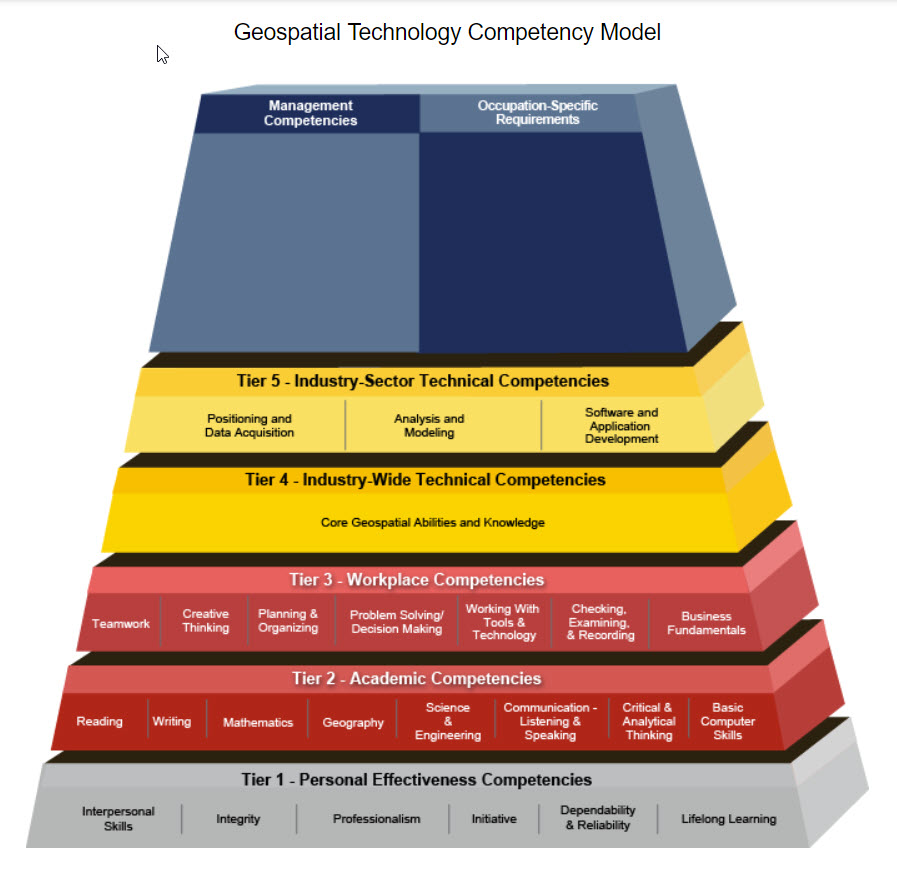 Geospatial Technology Competency Model
Management
Competencies
Occupation-Specific
Requirements
Tier 5 - Industry-Sector Technical Competencies
Positioning and
Data Acquisition
Analysis and
Modeling
Software and
Application
Development
Tier 4 - Industry-Wide Technical Competencies
Core Geospatial Abilities and Knowledge
Tier 3 - Workplace Competencies
Teamwork
Creative
Thinking
Planning &
Organizing
Problem Solving/
Decision Making
Working With
Tools &
Technology
Checking,
Examining,
& Recording
Business
Fundamentals
Tier 2 - Academic Competencies
Reading
Writing
Mathematics
Geography
Science
&
Engineering
Communication -
Listening &
Speaking
Critical &
Analytical
Thinking
Basic
Computer
Skills
Tier 1 - Personal Effectiveness Competencies
Interpersonal
Skills
Integrity
Professionalism
Initiative
Dependability
& Reliability
Lifelong Learning